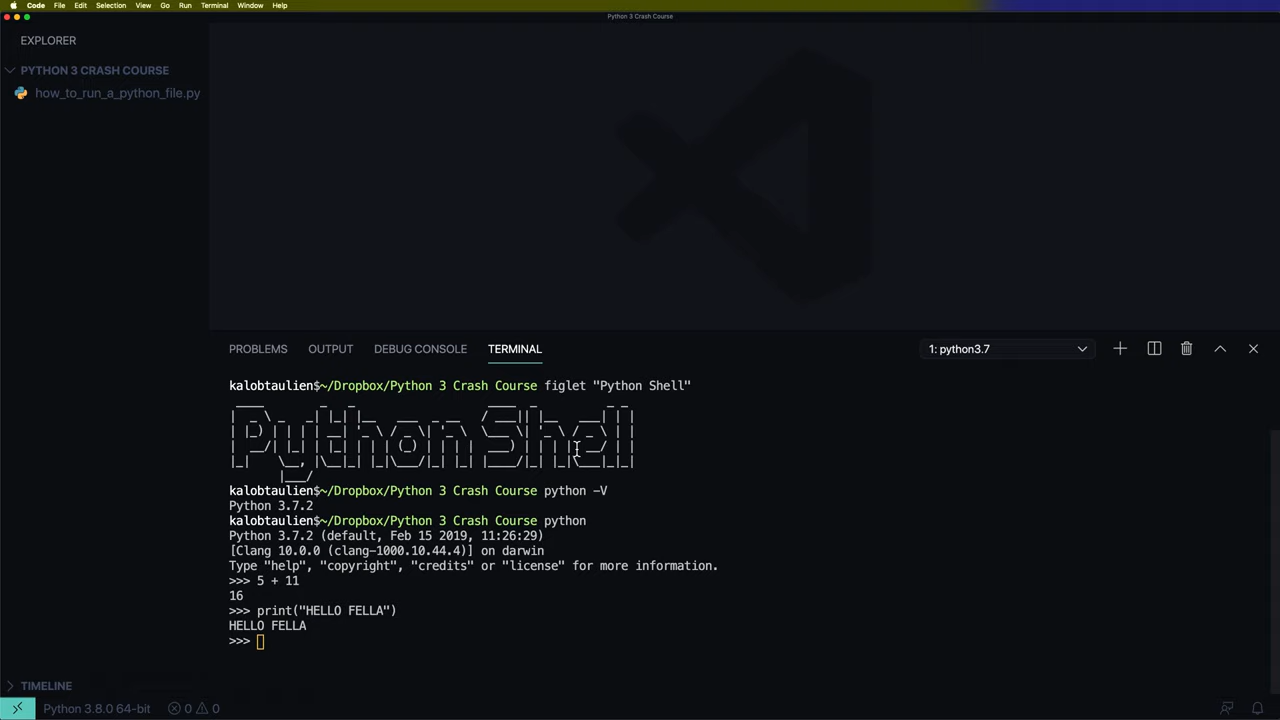 Code File Edit Selection View Go Run Terminal Window Help
Python 3 Crash Course
EXPLORER
PYTHON 3 CRASH COURSE
how_to_run_a_python_file.py
PROBLEMS OUTPUT DEBUG CONSOLE TERMINAL
1: python3.7
kalobtaulien$~/Dropbox/Python 3 Crash Course figlet "Python Shell"
Python Shell
kalobtaulien$~/Dropbox/Python 3 Crash Course python -V
Python 3.7.2
kalobtaulien$~/Dropbox/Python 3 Crash Course python
Python 3.7.2 (default, Feb 15 2019, 11:26:29)
[Clang 10.0.0 (clang-1000.10.44.4)] on darwin
Type "help", "copyright", "credits" or "license" for more information.
>>> 5 + 11
16
>>> print("HELLO FELLA")
HELLO FELLA
>>>
TIMELINE
Python 3.8.0 64-bit 0 0